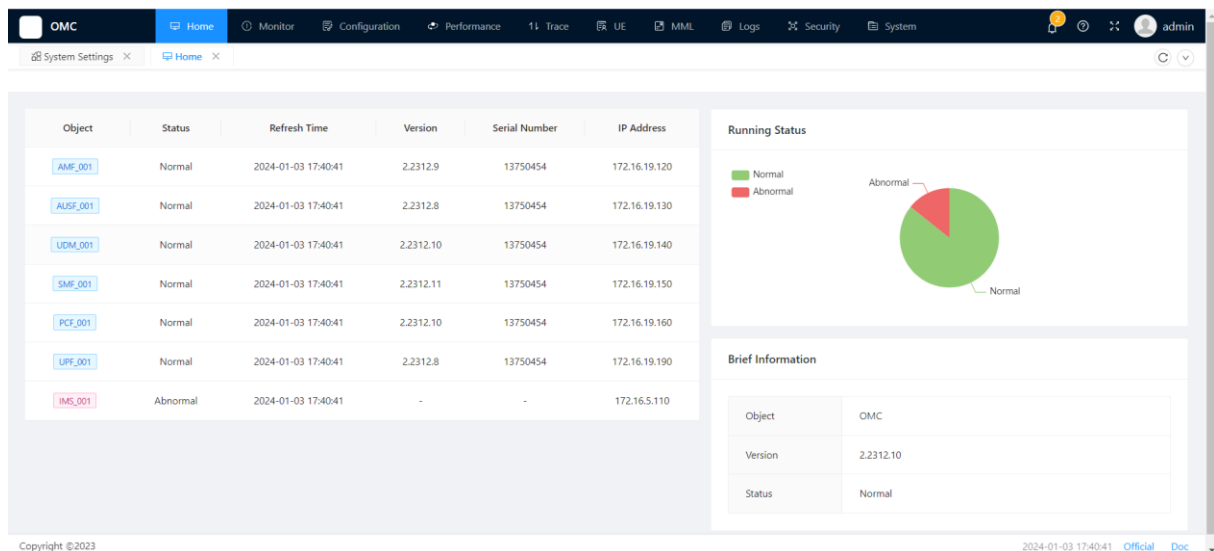 OMC Home Monitor Configuration Performance Trace UE MML Logs Security System 2 admin
System Settings Home
Object Status Refresh Time Version Serial Number IP Address
AMF_001 Normal 2024-01-03 17:40:41 2.2312.9 13750454 172.16.19.120
AUSF_001 Normal 2024-01-03 17:40:41 2.2312.8 13750454 172.16.19.130
UDM_001 Normal 2024-01-03 17:40:41 2.2312.10 13750454 172.16.19.140
SMF_001 Normal 2024-01-03 17:40:41 2.2312.11 13750454 172.16.19.150
PCF_001 Normal 2024-01-03 17:40:41 2.2312.10 13750454 172.16.19.160
UPF_001 Normal 2024-01-03 17:40:41 2.2312.8 13750454 172.16.19.190
IMS_001 Abnormal 2024-01-03 17:40:41 - - 172.16.5.110
Running Status
Normal
Abnormal
Abnormal
Normal
Brief Information
Object OMC
Version 2.2312.10
Status Normal
Copyright ©2023 2024-01-03 17:40:41 Official Doc